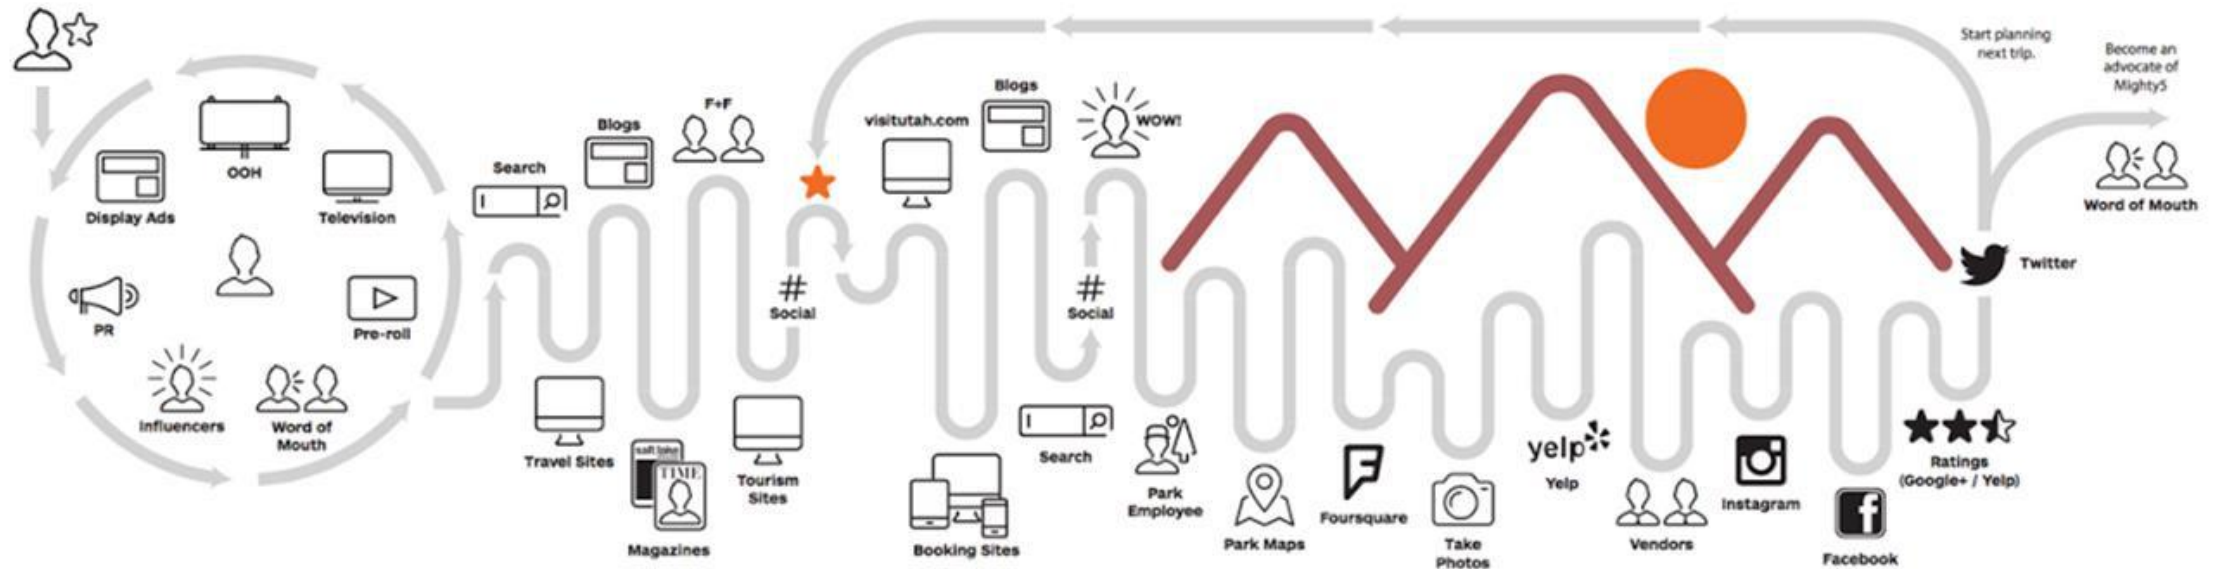 Display Ads
OOH
Television
PR
Pre-roll
Influencers
Word of
Mouth
Search
Blogs
F+F
Travel Sites
salt lake
TIME
Magazines
Tourism
Sites
#
Social
visitutah.com
Blogs
WOW!
Booking Sites
Search
#
Social
Park
Employee
Park Maps
Foursquare
Take
Photos
yelp
Yelp
Vendors
Instagram
f
Facebook
Ratings
(Google+ / Yelp)
Twitter
Start planning
next trip.
Become an
advocate of
Mighty5
Word of Mouth